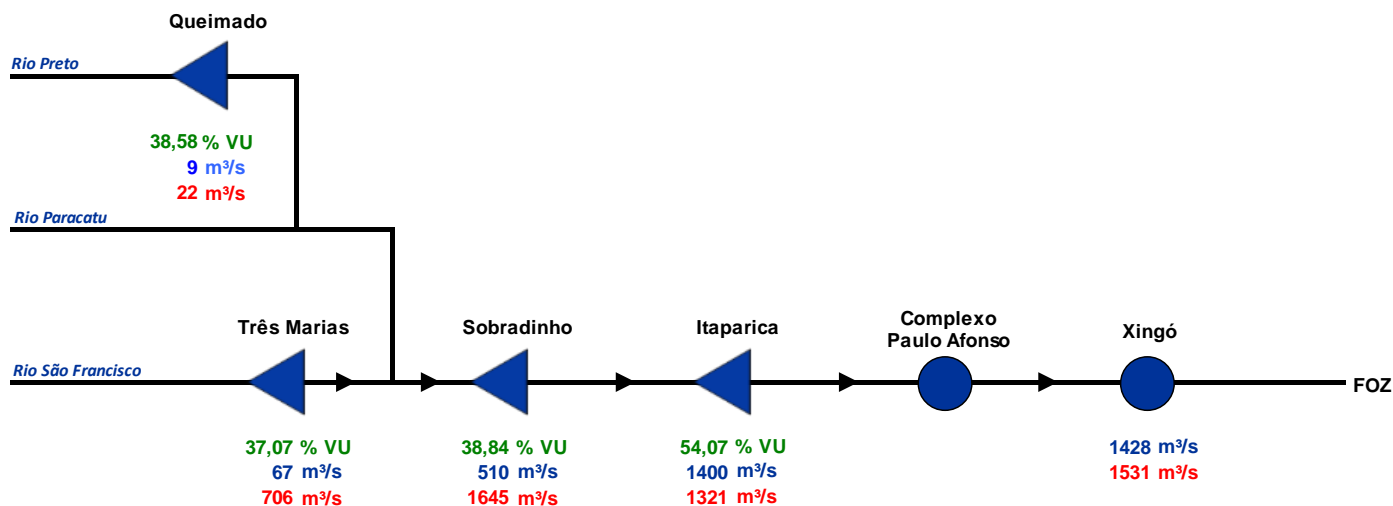 Queimado
Rio Preto
38,58 % VU
9 m³/s
22 m³/s
Rio Paracatu
Três Marias
Sobradinho
Itaparica
Complexo
Paulo Afonso
Xingó
Rio São Francisco
FOZ
37,07 % VU
67 m³/s
706 m³/s
38,84 % VU
510 m³/s
1645 m³/s
54,07 % VU
1400 m³/s
1321 m³/s
1428 m³/s
1531 m³/s